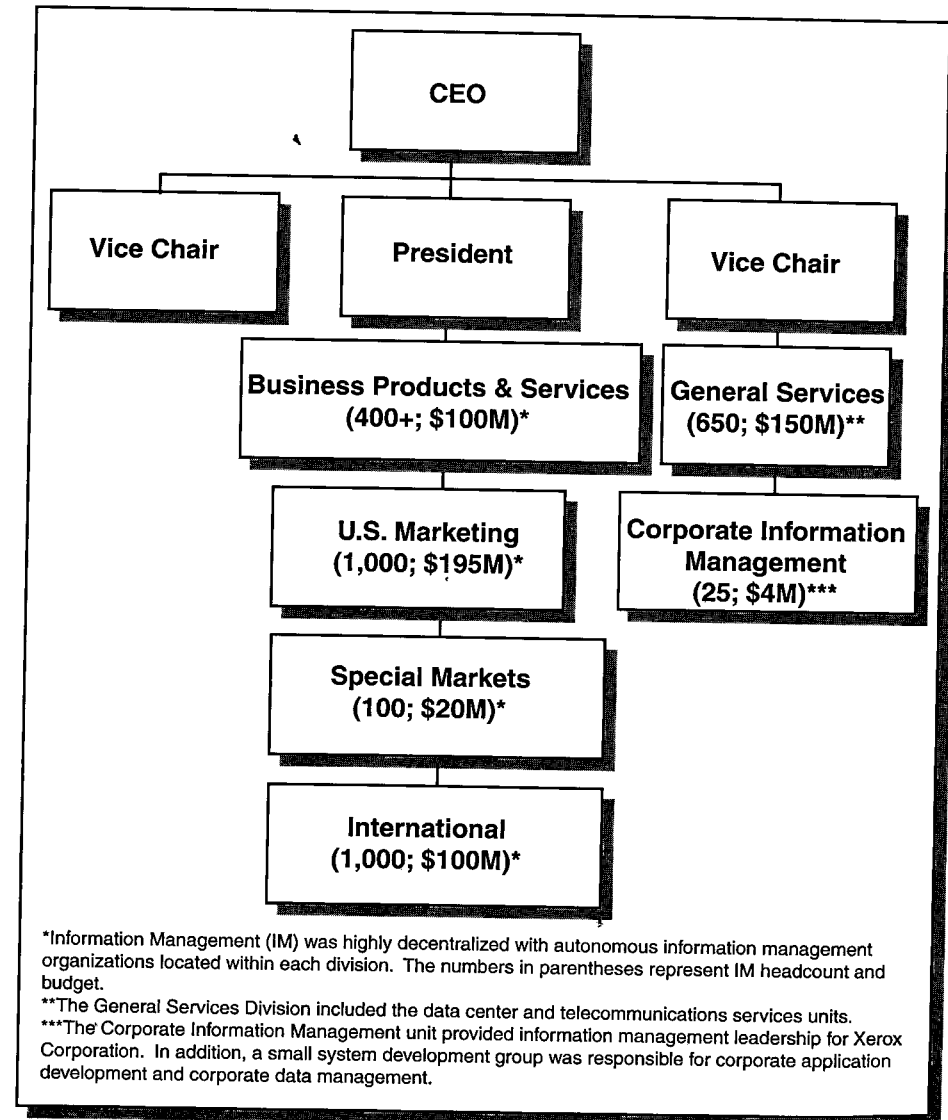 CEO
Vice Chair
President
Vice Chair
Business Products & Services
(400+; $100M)*
General Services
(650; $150M)**
U.S. Marketing
(1,000; $195M)*
Corporate Information
Management
(25; $4M)***
Special Markets
(100; $20M)*
International
(1,000; $100M)*
*Information Management (IM) was highly decentralized with autonomous information management
organizations located within each division. The numbers in parentheses represent IM headcount and
budget.
**The General Services Division included the data center and telecommunications services units.
***The Corporate Information Management unit provided information management leadership for Xerox
Corporation. In addition, a small system development group was responsible for corporate application
development and corporate data management.